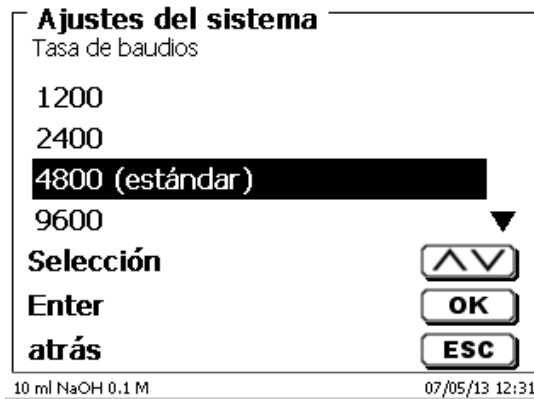 Ajustes del sistema
Tasa de baudios
1200
2400
4800 (estándar)
9600
Selección
Enter OK
atrás ESC
10 ml NaOH 0.1 M 07/05/13 12:31